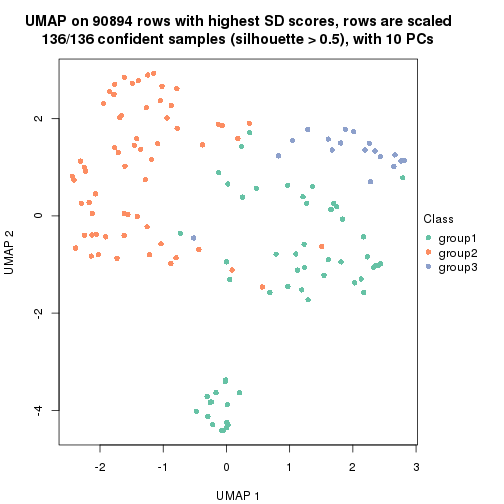 UMAP on 90894 rows with highest SD scores, rows are scaled
136/136 confident samples (silhouette > 0.5), with 10 PCs
2
0
-2
-4
UMAP 2
-2
-1
0
1
2
3
UMAP 1
Class
group1
group2
group3